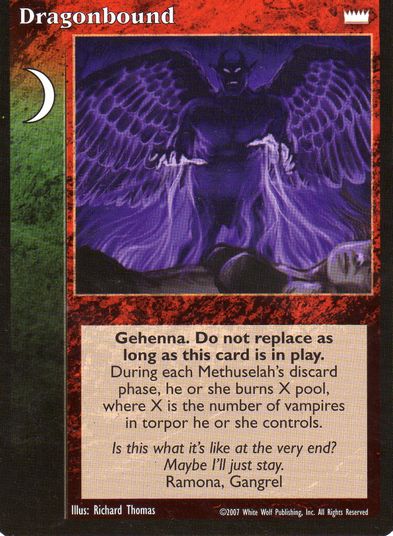 Dragonbound
Gehenna. Do not replace as
long as this card is in play.
During each Methuselah's discard
phase, he or she burns X pool,
where X is the number of vampires
in torpor he or she controls.
Is this what it's like at the very end?
Maybe I'll just stay.
Ramona, Gangrel
Illus: Richard Thomas
©2007 White Wolf Publishing, Inc. All Rights Reserved